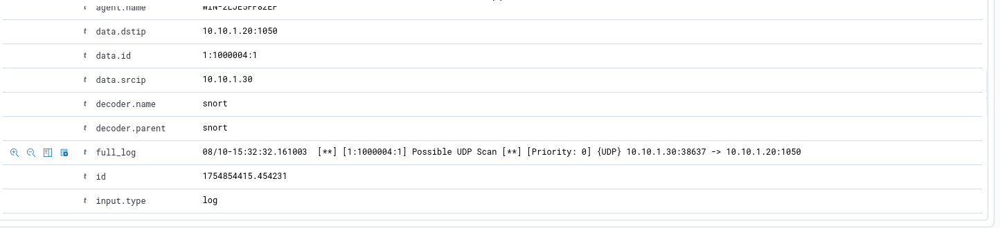 agent.name
data.dstip 10.10.1.20:1050
data.id 1:1000004:1
data.srcip 10.10.1.30
decoder.name snort
decoder.parent snort
full_log 08/10-15:32:32.161003 [**] [1:1000004:1] Possible UDP Scan [**] [Priority: 0] {UDP} 10.10.1.30:38637 -> 10.10.1.20:1050
id 1754854415.454231
input.type log